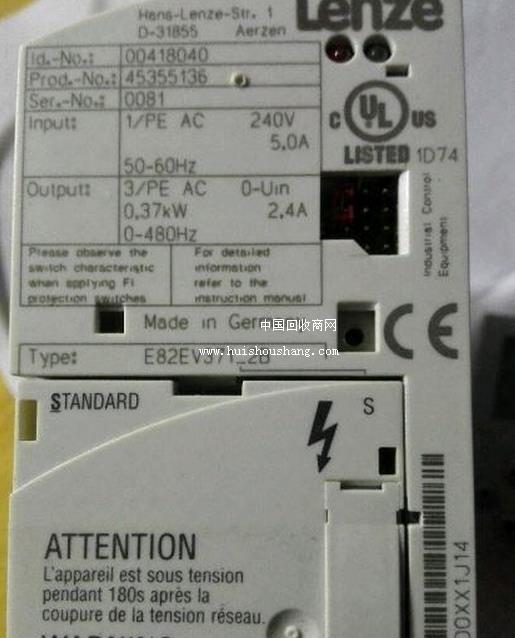 Hans-Lenze-Str. 1
D-31855 Aerzen
Lenze
Id.-No.: 00418040
Prod.-No.: 45355136
Ser.-No.: 0081
Input: 1/PE AC 240V
5.0A
50-60Hz
Output: 3/PE AC 0-Uin
0.37kW 2.4A
0-480Hz
C UL US
LISTED 1D74
Industrial Control
Equipment
Please observe the
switch characteristic
when applying FI
protection switches
For detailed
information
refer to the
instruction manual
Made in Germany
CE
中国回收商网
www.huishoushang.com
Type: E82EV371_2B
STANDARD
S
ATTENTION
L'appareil est sous tension
pendant 180s après la
coupure de la tension réseau.
00XX1J14